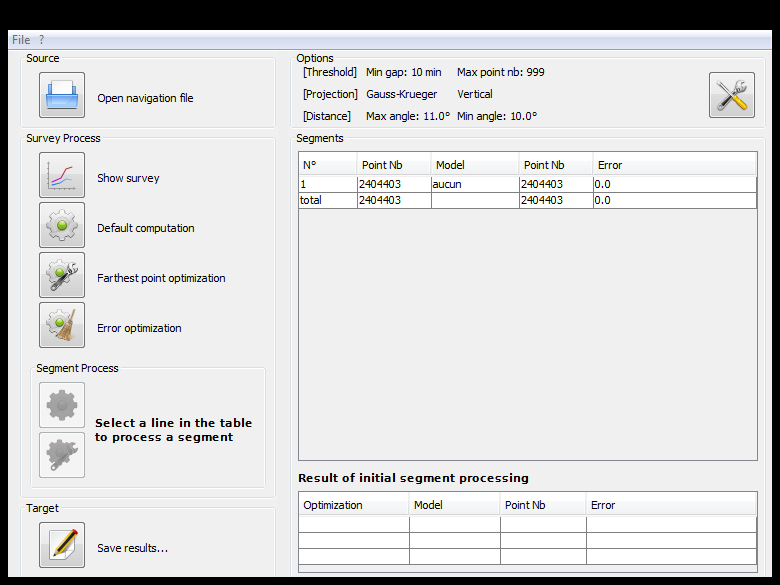 File ?
Source
Open navigation file
Survey Process
Show survey
Default computation
Farthest point optimization
Error optimization
Segment Process
Select a line in the table
to process a segment
Target
Save results...
Options
[Threshold] Min gap: 10 min Max point nb: 999
[Projection] Gauss-Krueger Vertical
[Distance] Max angle: 11.0° Min angle: 10.0°
Segments
N° Point Nb Model Point Nb Error
1 2404403 aucun 2404403 0.0
total 2404403 2404403 0.0
Result of initial segment processing
Optimization Model Point Nb Error